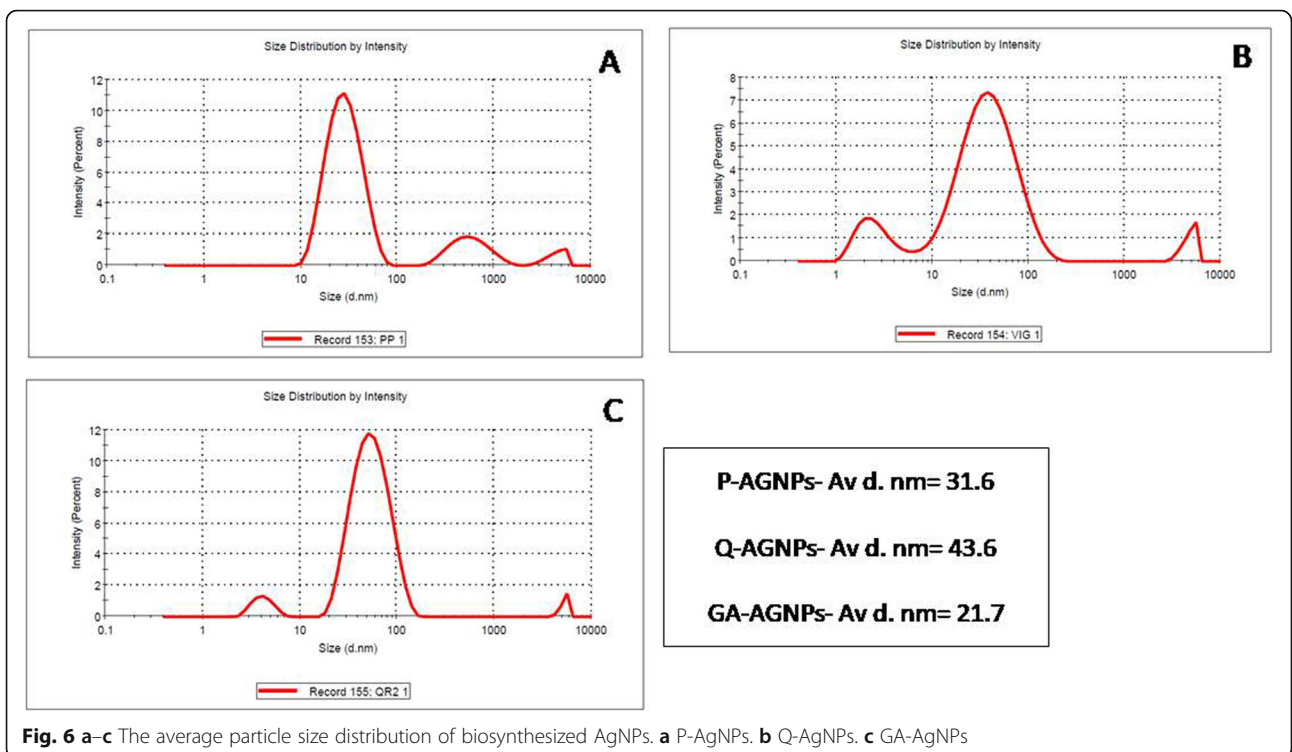 Size Distribution by Intensity
A
12
10
8
6
4
2
0
0.1 1 10 100 1000 10000
Intensity (Percent)
Size (d.nm)
Record 153: PP 1
Size Distribution by Intensity
B
8
7
6
5
4
3
2
1
0
0.1 1 10 100 1000 10000
Intensity (Percent)
Size (d.nm)
Record 154: VIG 1
Size Distribution by Intensity
C
12
10
8
6
4
2
0
0.1 1 10 100 1000 10000
Intensity (Percent)
Size (d.nm)
Record 155: QR2 1
P-AGNPs- Av d. nm= 31.6
Q-AGNPs- Av d. nm= 43.6
GA-AGNPs- Av d. nm= 21.7
Fig. 6 a–c The average particle size distribution of biosynthesized AgNPs. a P-AgNPs. b Q-AgNPs. c GA-AgNPs